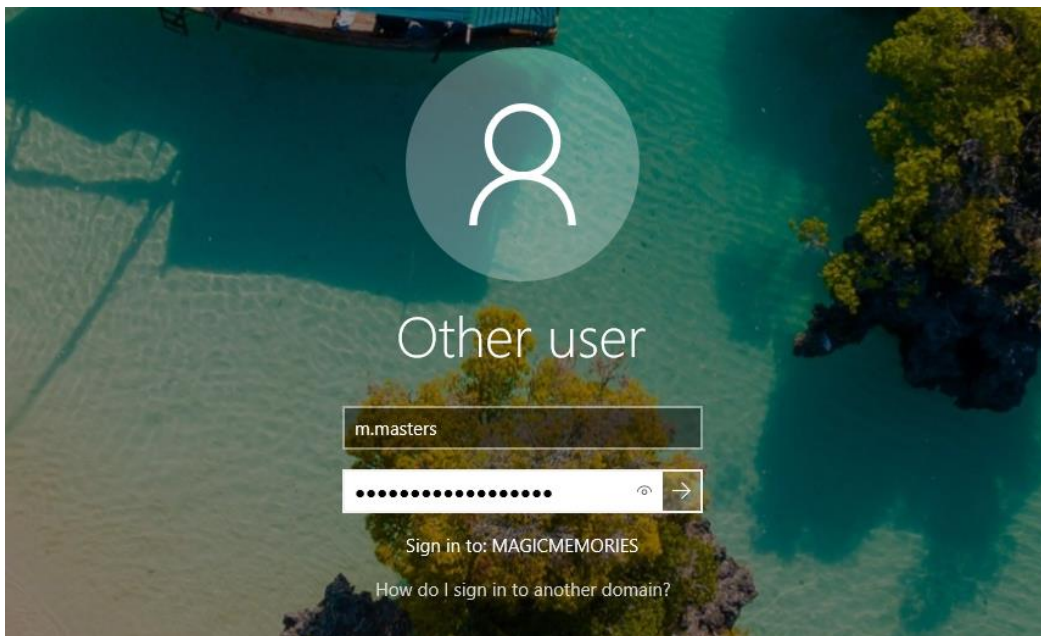 Other user
m.masters
••••••••••••••••••
Sign in to: MAGICMEMORIES
How do I sign in to another domain?